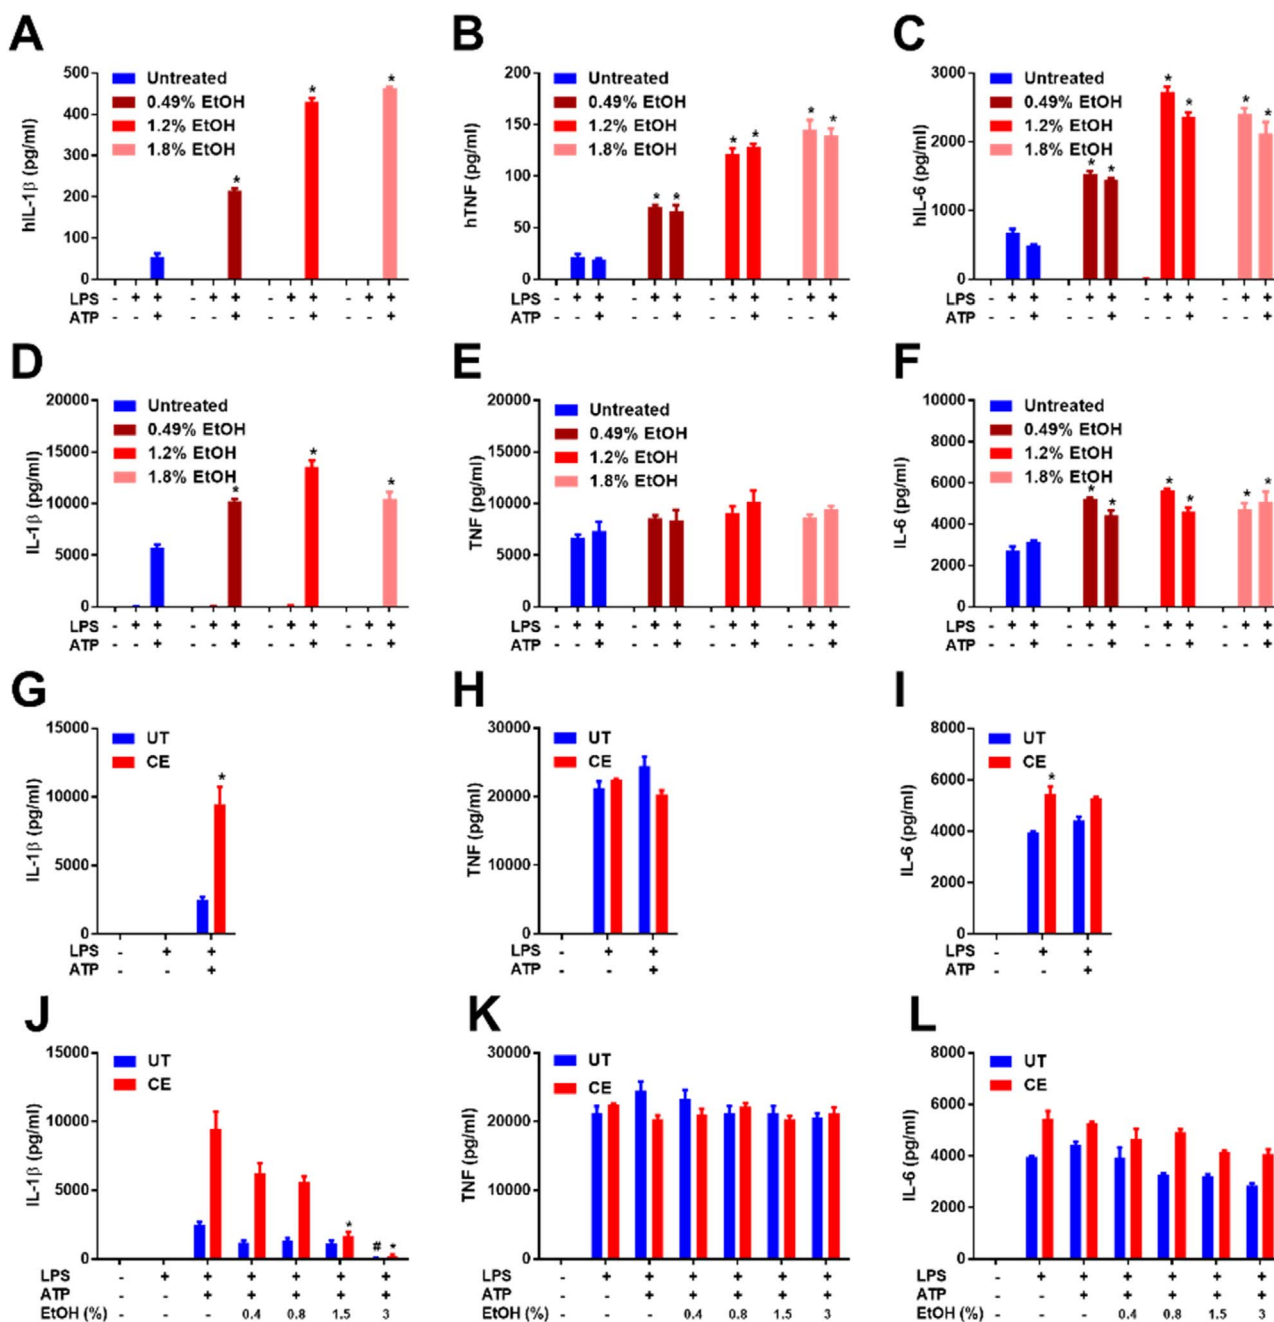 A
B
C
500
400
300
200
100
0
hIL-1β (pg/ml)
Untreated
0.49% EtOH
1.2% EtOH
1.8% EtOH
* * *
LPS - + + - + + - + + - + +
ATP - - + - - + - - + - - +
200
150
100
50
0
hTNF (pg/ml)
Untreated
0.49% EtOH
1.2% EtOH
1.8% EtOH
* * * * * *
- + + - + + - + + - + +
- - + - - + - - + - - +
3000
2000
1000
0
hIL-6 (pg/ml)
Untreated
0.49% EtOH
1.2% EtOH
1.8% EtOH
* * * * * *
LPS - + + - + + - + + - + +
ATP - - + - - + - - + - - +
D
E
F
20000
15000
10000
5000
0
IL-1β (pg/ml)
Untreated
0.49% EtOH
1.2% EtOH
1.8% EtOH
* * *
LPS - + + - + + - + + - + +
ATP - - + - - + - - + - - +
20000
15000
10000
5000
0
TNF (pg/ml)
Untreated
0.49% EtOH
1.2% EtOH
1.8% EtOH
LPS - + + - + + - + + - + +
ATP - - + - - + - - + - - +
10000
8000
6000
4000
2000
0
IL-6 (pg/ml)
Untreated
0.49% EtOH
1.2% EtOH
1.8% EtOH
* * * * * *
LPS - + + - + + - + + - + +
ATP - - + - - + - - + - - +
G
H
I
15000
10000
5000
0
IL-1β (pg/ml)
UT
CE
*
LPS - + +
ATP - - +
30000
20000
10000
0
TNF (pg/ml)
UT
CE
LPS - + +
ATP - - +
8000
6000
4000
2000
0
IL-6 (pg/ml)
UT
CE
*
LPS - + +
ATP - - +
J
K
L
15000
10000
5000
0
IL-1β (pg/ml)
UT
CE
* # *
LPS - + + + + + +
ATP - - + + + + +
EtOH (%) - - - 0.4 0.8 1.5 3
30000
20000
10000
0
TNF (pg/ml)
UT
CE
LPS - + + + + + +
ATP - - + + + + +
EtOH (%) - - - 0.4 0.8 1.5 3
8000
6000
4000
2000
0
IL-6 (pg/ml)
UT
CE
LPS - + + + + + +
ATP - - + + + + +
EtOH (%) - - - 0.4 0.8 1.5 3